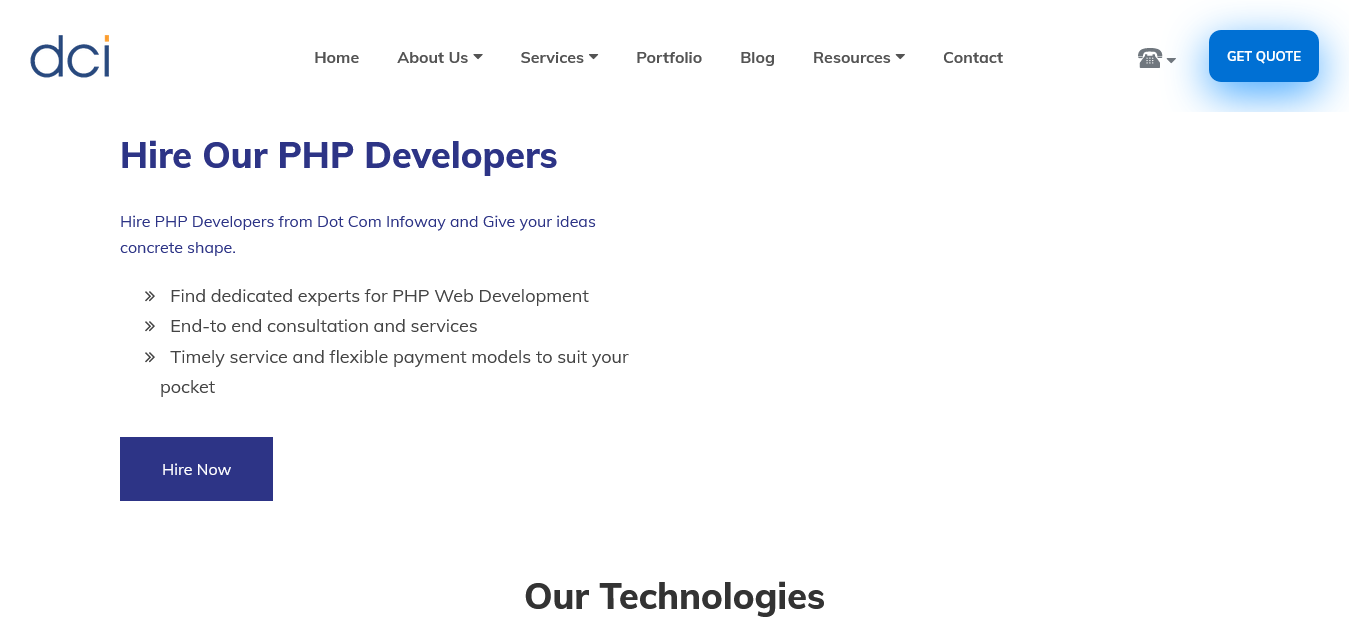 dci
Home
About Us
Services
Portfolio
Blog
Resources
Contact
GET QUOTE
Hire Our PHP Developers
Hire PHP Developers from Dot Com Infoway and Give your ideas
concrete shape.
Find dedicated experts for PHP Web Development
End-to end consultation and services
Timely service and flexible payment models to suit your
pocket
Hire Now
Our Technologies